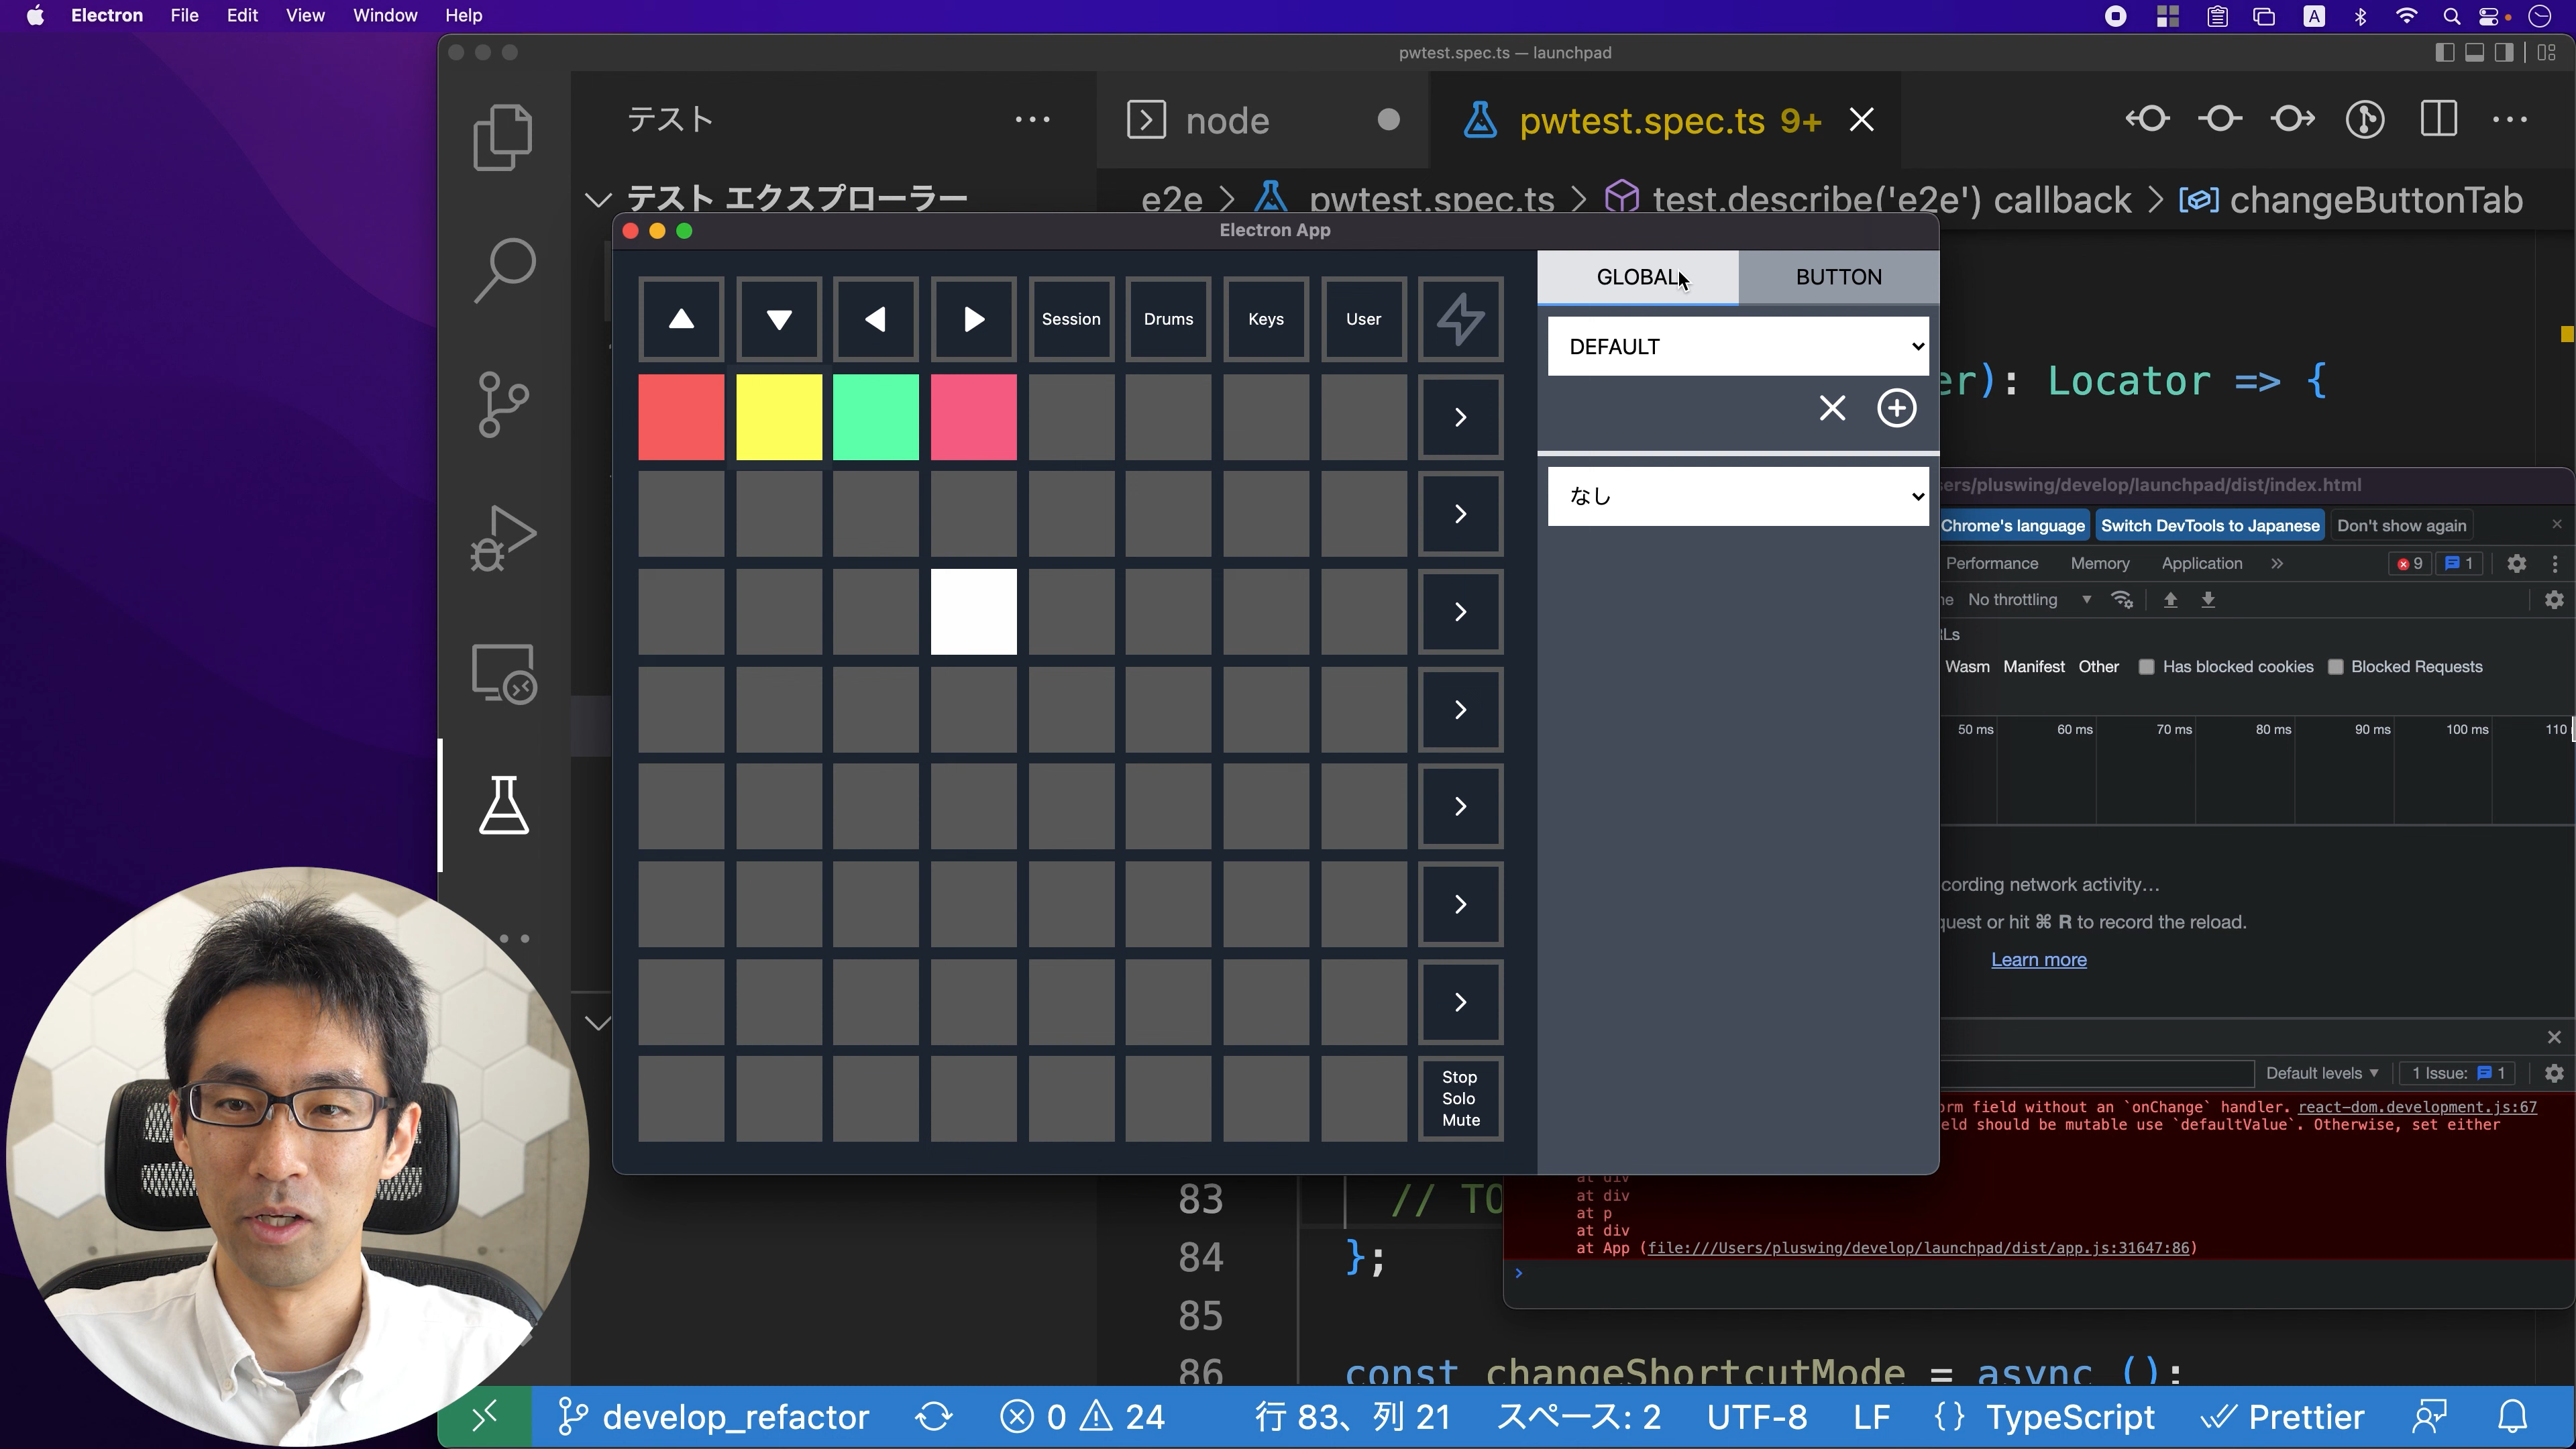 Electron File Edit View Window Help
A
pwtest.spec.ts — launchpad
テスト
node
pwtest.spec.ts 9+
テスト エクスプローラー
e2e > pwtest.spec.ts > test.describe('e2e') callback > changeButtonTab
Electron App
GLOBAL
BUTTON
Session
Drums
Keys
User
DEFAULT
なし
Stop
Solo
Mute
er): Locator => {
ers/pluswing/develop/launchpad/dist/index.html
Chrome's language
Switch DevTools to Japanese
Don't show again
Performance
Memory
Application
9
1
No throttling
Wasm
Manifest
Other
Has blocked cookies
Blocked Requests
50 ms
60 ms
70 ms
80 ms
90 ms
100 ms
110
cording network activity…
quest or hit ⌘ R to record the reload.
Learn more
Default levels
1 Issue: 1
orm field without an `onChange` handler. react-dom.development.js:67
eld should be mutable use `defaultValue`. Otherwise, set either
at div
at div
at p
at div
at App (file:///Users/pluswing/develop/launchpad/dist/app.js:31647:86)
83 // TO
84 };
85
86 const changeShortcutMode = async ():
develop_refactor
0 24
行 83、列 21
スペース: 2
UTF-8
LF
{} TypeScript
Prettier